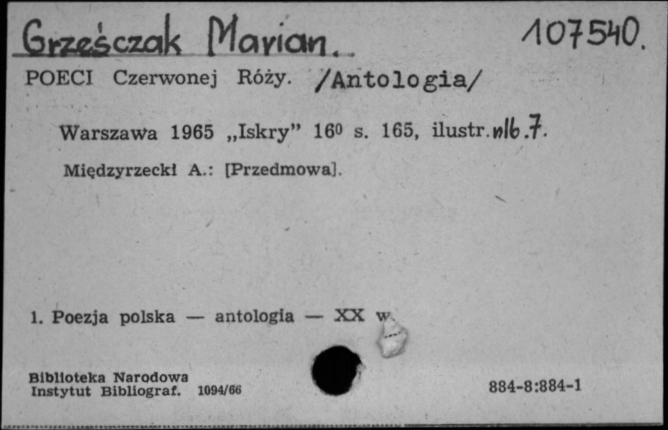 Grześczak Marian.
107540.
POECI Czerwonej Róży. /Antologia/
Warszawa 1965 „Iskry” 16⁰ s. 165, ilustr. nlb. 7.
Międzyrzecki A.: [Przedmowa].
1. Poezja polska — antologia — XX w.
Biblioteka Narodowa
Instytut Bibliograf. 1094/66
884-8:884-1